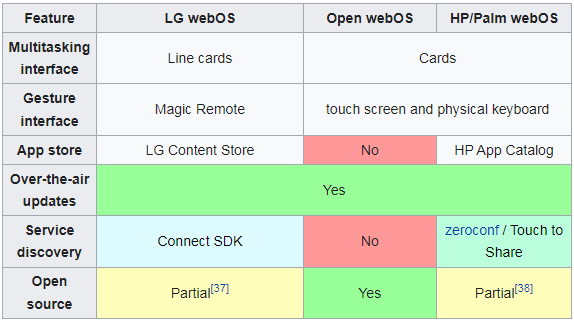 Feature LG webOS Open webOS HP/Palm webOS
Multitasking
interface Line cards Cards
Gesture
interface Magic Remote touch screen and physical keyboard
App store LG Content Store No HP App Catalog
Over-the-air
updates Yes
Service
discovery Connect SDK No zeroconf / Touch to
Share
Open
source Partial[37] Yes Partial[38]